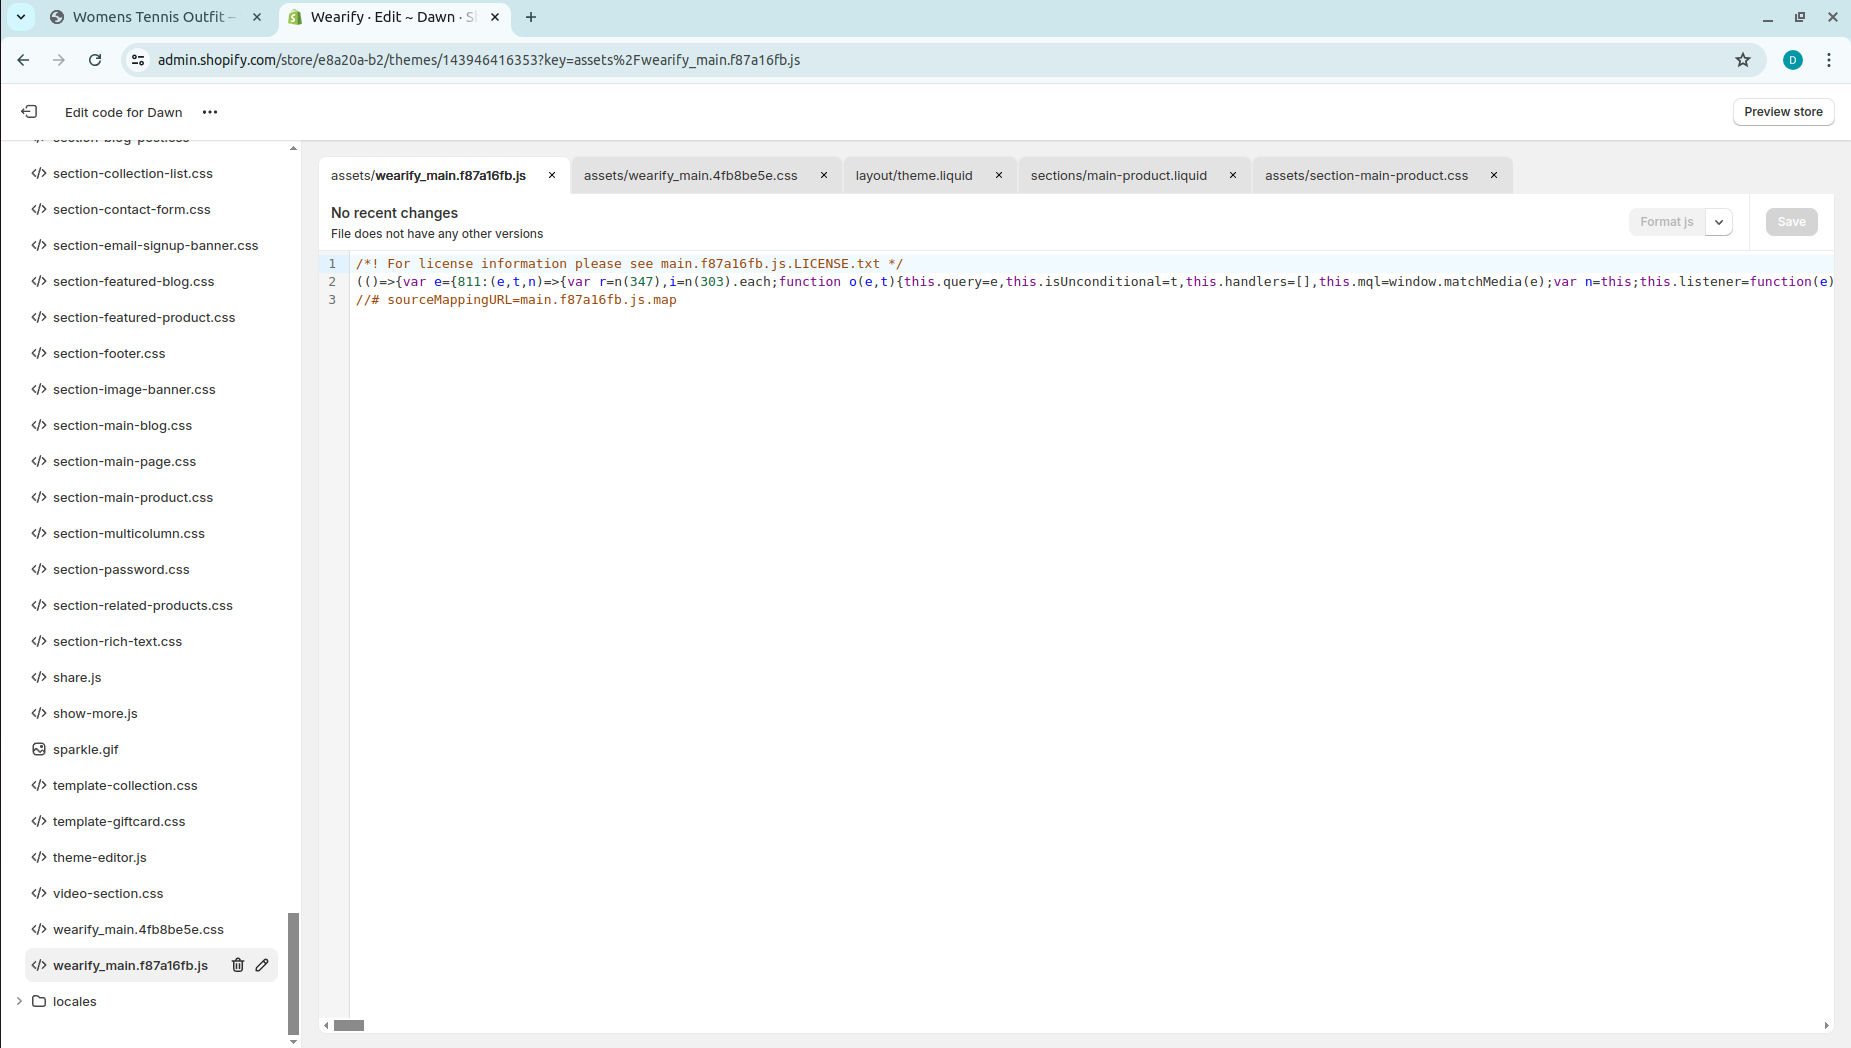 Womens Tennis Outfit –
Wearify · Edit ~ Dawn · S
admin.shopify.com/store/e8a20a-b2/themes/143946416353?key=assets%2Fwearify_main.f87a16fb.js
D
Edit code for Dawn
Preview store
section-blog-post.css
section-collection-list.css
section-contact-form.css
section-email-signup-banner.css
section-featured-blog.css
section-featured-product.css
section-footer.css
section-image-banner.css
section-main-blog.css
section-main-page.css
section-main-product.css
section-multicolumn.css
section-password.css
section-related-products.css
section-rich-text.css
share.js
show-more.js
sparkle.gif
template-collection.css
template-giftcard.css
theme-editor.js
video-section.css
wearify_main.4fb8be5e.css
wearify_main.f87a16fb.js
locales
assets/wearify_main.f87a16fb.js
assets/wearify_main.4fb8be5e.css
layout/theme.liquid
sections/main-product.liquid
assets/section-main-product.css
No recent changes
File does not have any other versions
Format js
Save
1 /*! For license information please see main.f87a16fb.js.LICENSE.txt */
2 (()=>{var e={811:(e,t,n)=>{var r=n(347),i=n(303).each;function o(e,t){this.query=e,this.isUnconditional=t,this.handlers=[],this.mql=window.matchMedia(e);var n=this;this.listener=function(e)
3 //# sourceMappingURL=main.f87a16fb.js.map